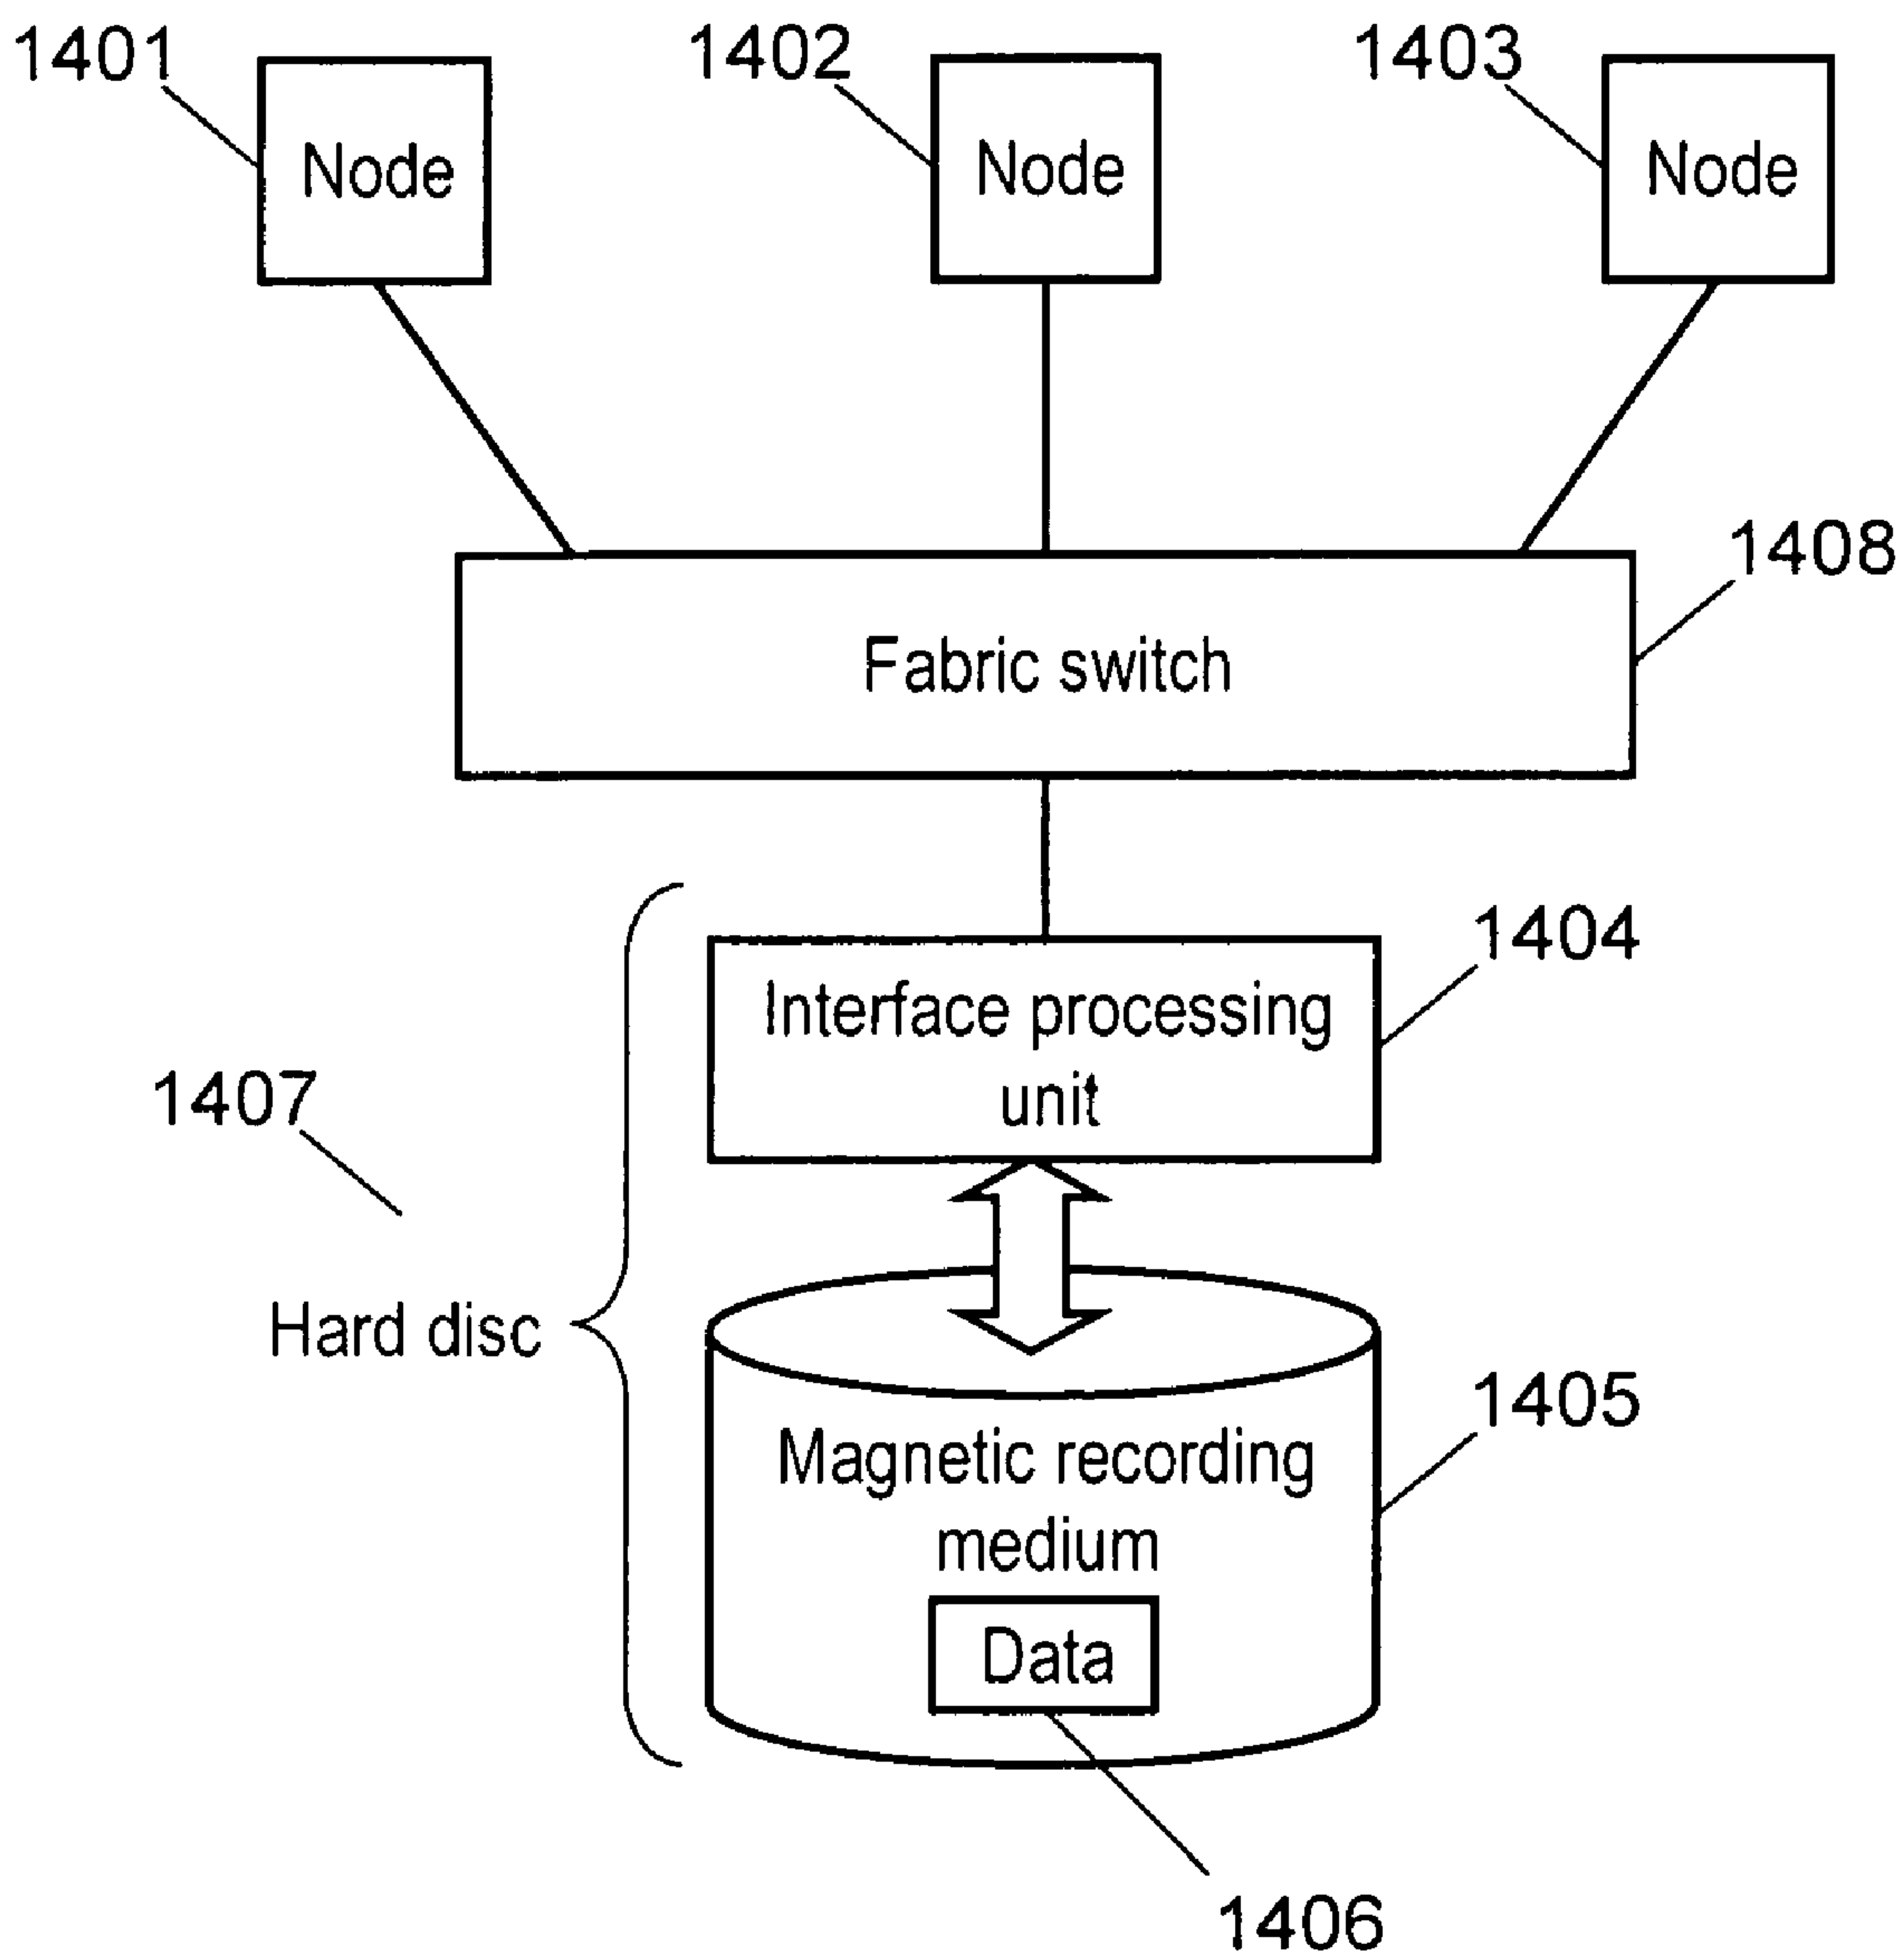 1401
1402
1403
Node
Node
Node
1408
Fabric switch
1404
Interface processing
unit
1407
Hard disc
1405
Magnetic recording
medium
Data
1406